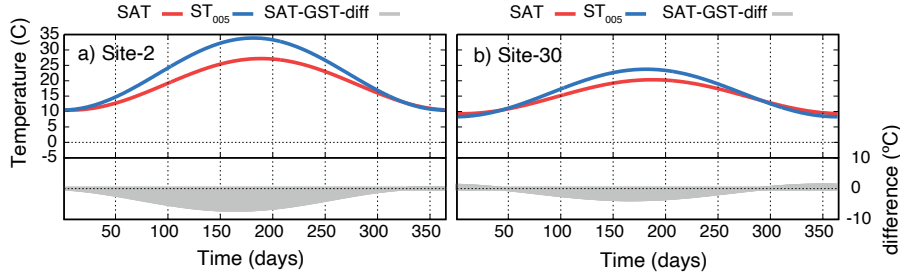 SAT ST005 SAT-GST-diff SAT ST005 SAT-GST-diff
a) Site-2 b) Site-30
Temperature (C)
35
30
25
20
15
10
5
0
-5
10
0
-10
difference (ºC)
50 100 150 200 250 300 350 50 100 150 200 250 300 350
Time (days) Time (days)